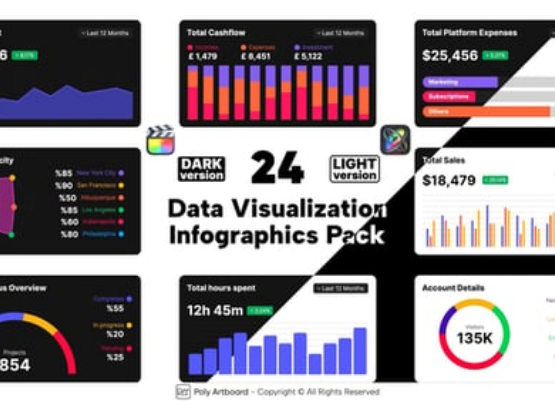 Total Cashflow
Last 12 Months
Incomes Expenses Investment
£ 1,479 £ 8,451 £ 5,122
Last 12 Months
Total Platform Expenses
$25,456
Marketing
Subscriptions
Others
city
%85 New York City
%90 San Francisco
%50 Albuquerque
%85 Los Angeles
%60 Indianapolis
%80 Philadelphia
DARK
version
24
LIGHT
version
Data Visualization
Infographics Pack
Total Sales
$18,479
us Overview
Completed
%55
In progress
%20
Pending
%25
Projects
854
Total hours spent
Last 12 Months
12h 45m
Account Details
Visitors
135K
Poly Artboard - Copyright © All Rights Reserved